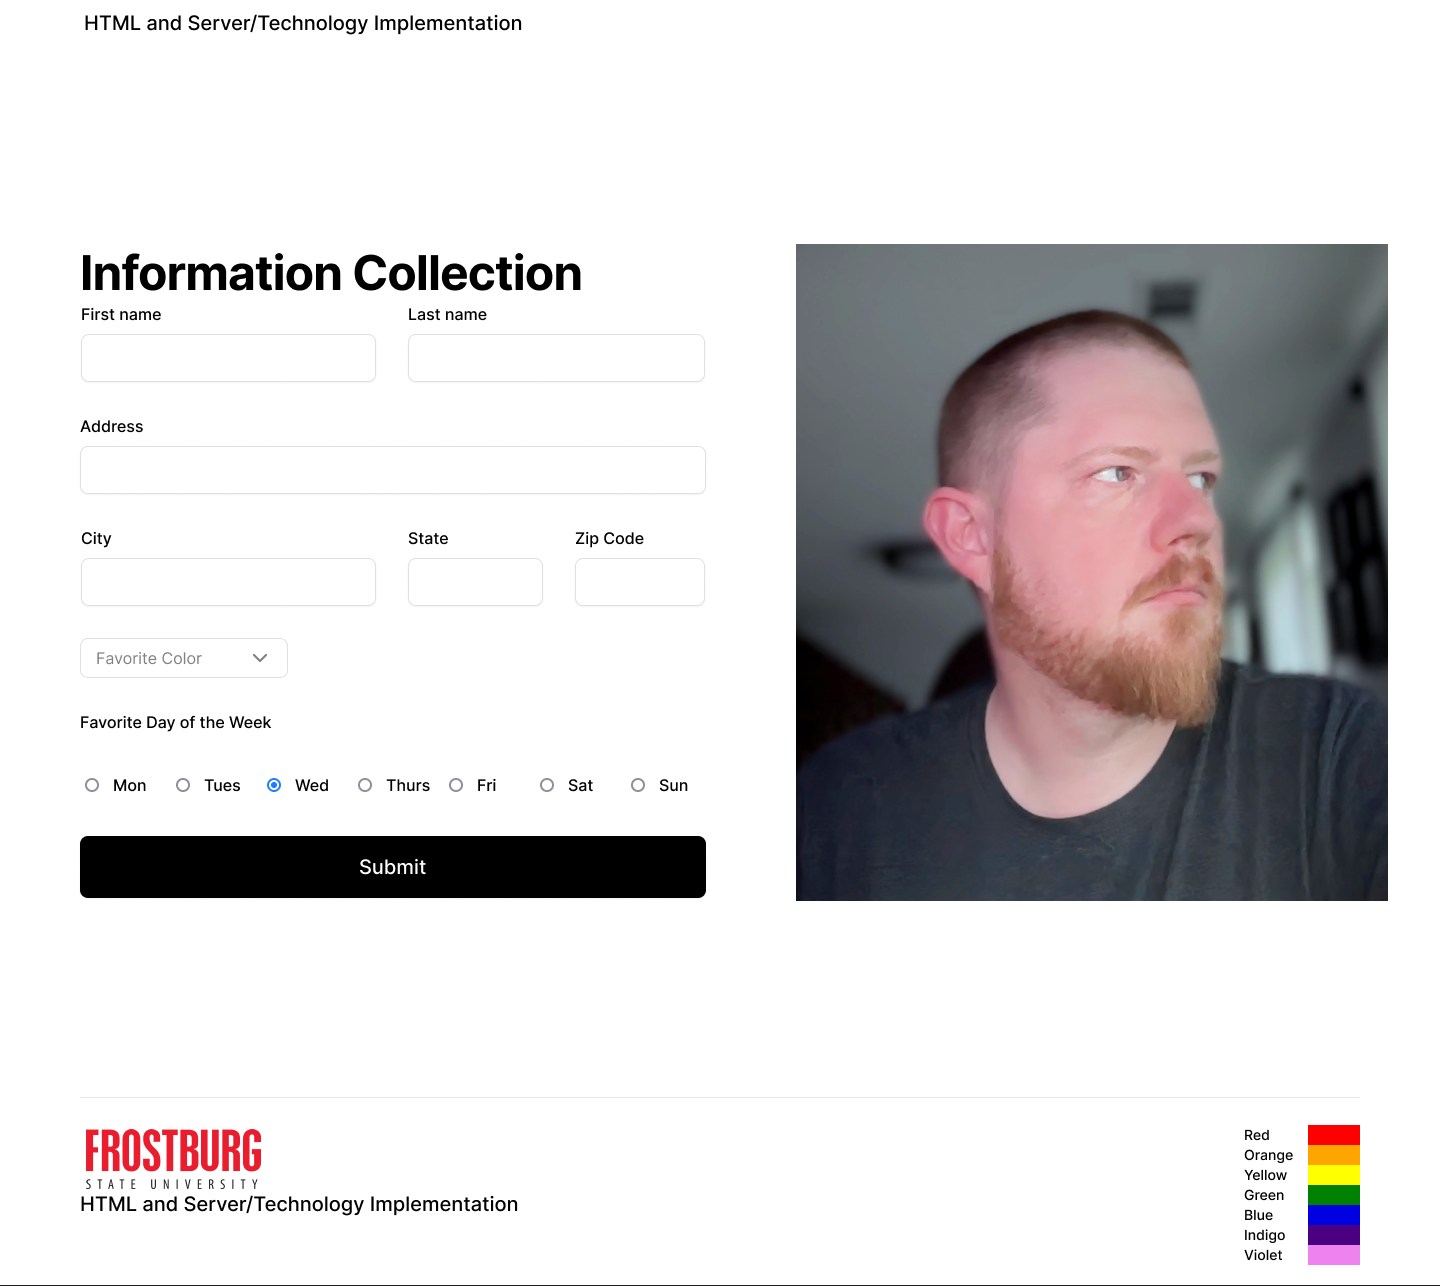 HTML and Server/Technology Implementation
Information Collection
First name
Last name
Address
City
State
Zip Code
Favorite Color
Favorite Day of the Week
Mon
Tues
Wed
Thurs
Fri
Sat
Sun
Submit
FROSTBURG
STATE UNIVERSITY
HTML and Server/Technology Implementation
Red
Orange
Yellow
Green
Blue
Indigo
Violet